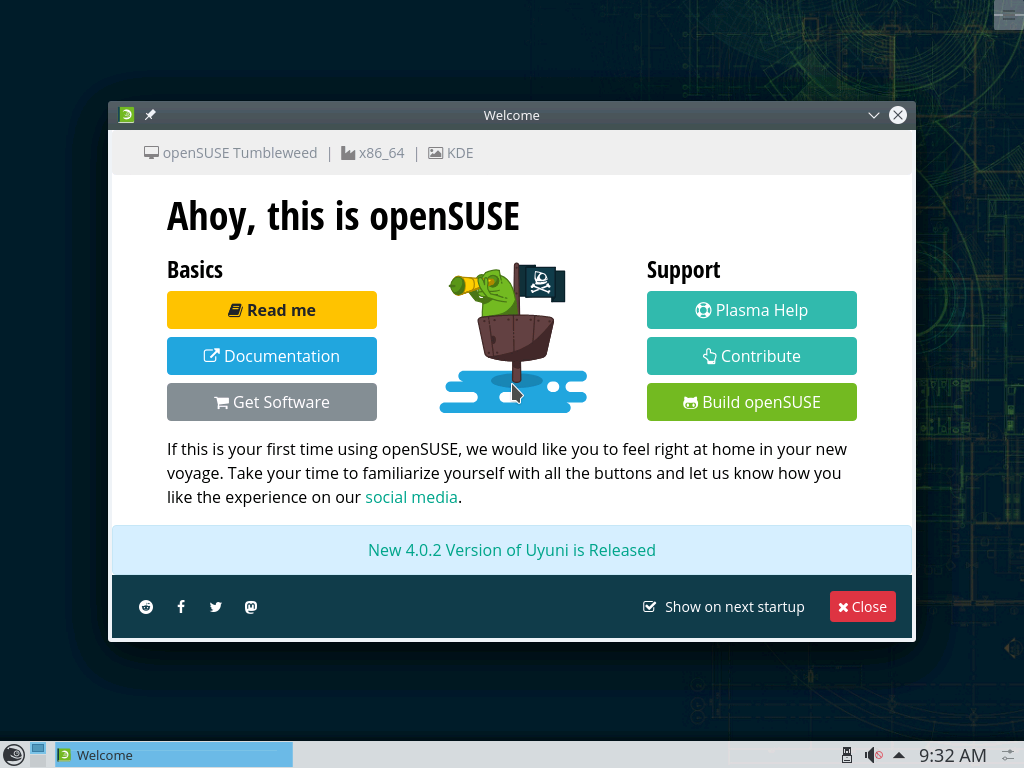 Welcome
openSUSE Tumbleweed | x86_64 | KDE
Ahoy, this is openSUSE
Basics
Read me
Documentation
Get Software
Support
Plasma Help
Contribute
Build openSUSE
If this is your first time using openSUSE, we would like you to feel right at home in your new
voyage. Take your time to familiarize yourself with all the buttons and let us know how you
like the experience on our social media.
New 4.0.2 Version of Uyuni is Released
Show on next startup
Close
Welcome
9:32 AM